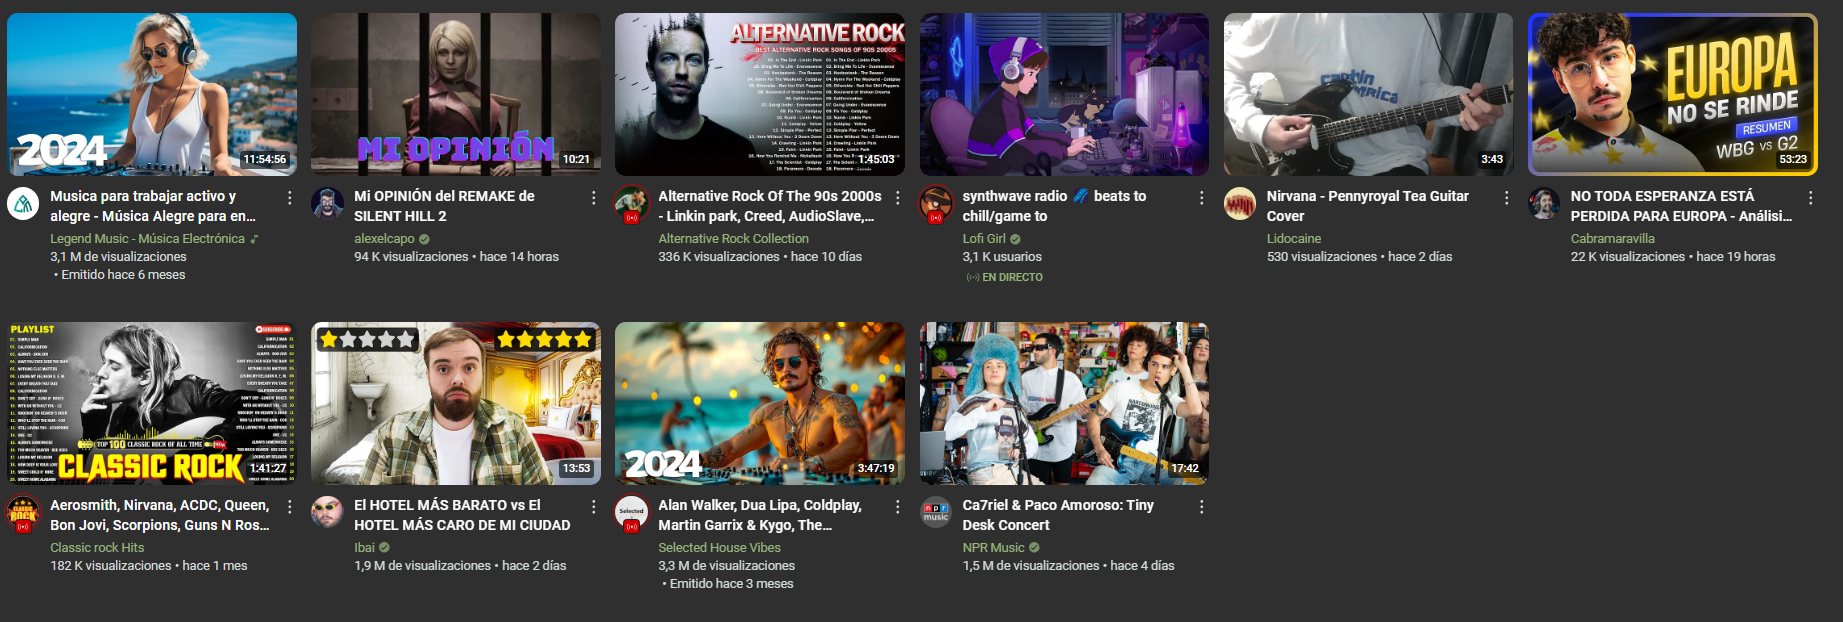 2024
11:54:56
Musica para trabajar activo y
alegre - Música Alegre para en...
Legend Music - Música Electrónica
3,1 M de visualizaciones
• Emitido hace 6 meses
MI OPINIÓN
10:21
Mi OPINIÓN del REMAKE de
SILENT HILL 2
alexelcapo
94 K visualizaciones • hace 14 horas
ALTERNATIVE ROCK
BEST ALTERNATIVE ROCK SONGS OF 90S 2000S
1:45:03
Alternative Rock Of The 90s 2000s
- Linkin park, Creed, AudioSlave,...
Alternative Rock Collection
336 K visualizaciones • hace 10 días
synthwave radio 🌌 beats to
chill/game to
Lofi Girl
3,1 K usuarios
EN DIRECTO
3:43
Nirvana - Pennyroyal Tea Guitar
Cover
Lidocaine
530 visualizaciones • hace 2 días
EUROPA
NO SE RINDE
RESUMEN
WBG VS G2
53:23
NO TODA ESPERANZA ESTÁ
PERDIDA PARA EUROPA - Análisi...
Cabramaravilla
22 K visualizaciones • hace 19 horas
PLAYLIST
TOP 100 CLASSIC ROCK OF ALL TIME
CLASSIC ROCK
1:41:27
Aerosmith, Nirvana, ACDC, Queen,
Bon Jovi, Scorpions, Guns N Ros...
Classic rock Hits
182 K visualizaciones • hace 1 mes
13:53
El HOTEL MÁS BARATO vs El
HOTEL MÁS CARO DE MI CIUDAD
Ibai
1,9 M de visualizaciones • hace 2 días
2024
3:47:19
Selected
Alan Walker, Dua Lipa, Coldplay,
Martin Garrix & Kygo, The...
Selected House Vibes
3,3 M de visualizaciones
• Emitido hace 3 meses
17:42
npr
music
Ca7riel & Paco Amoroso: Tiny
Desk Concert
NPR Music
1,5 M de visualizaciones • hace 4 días